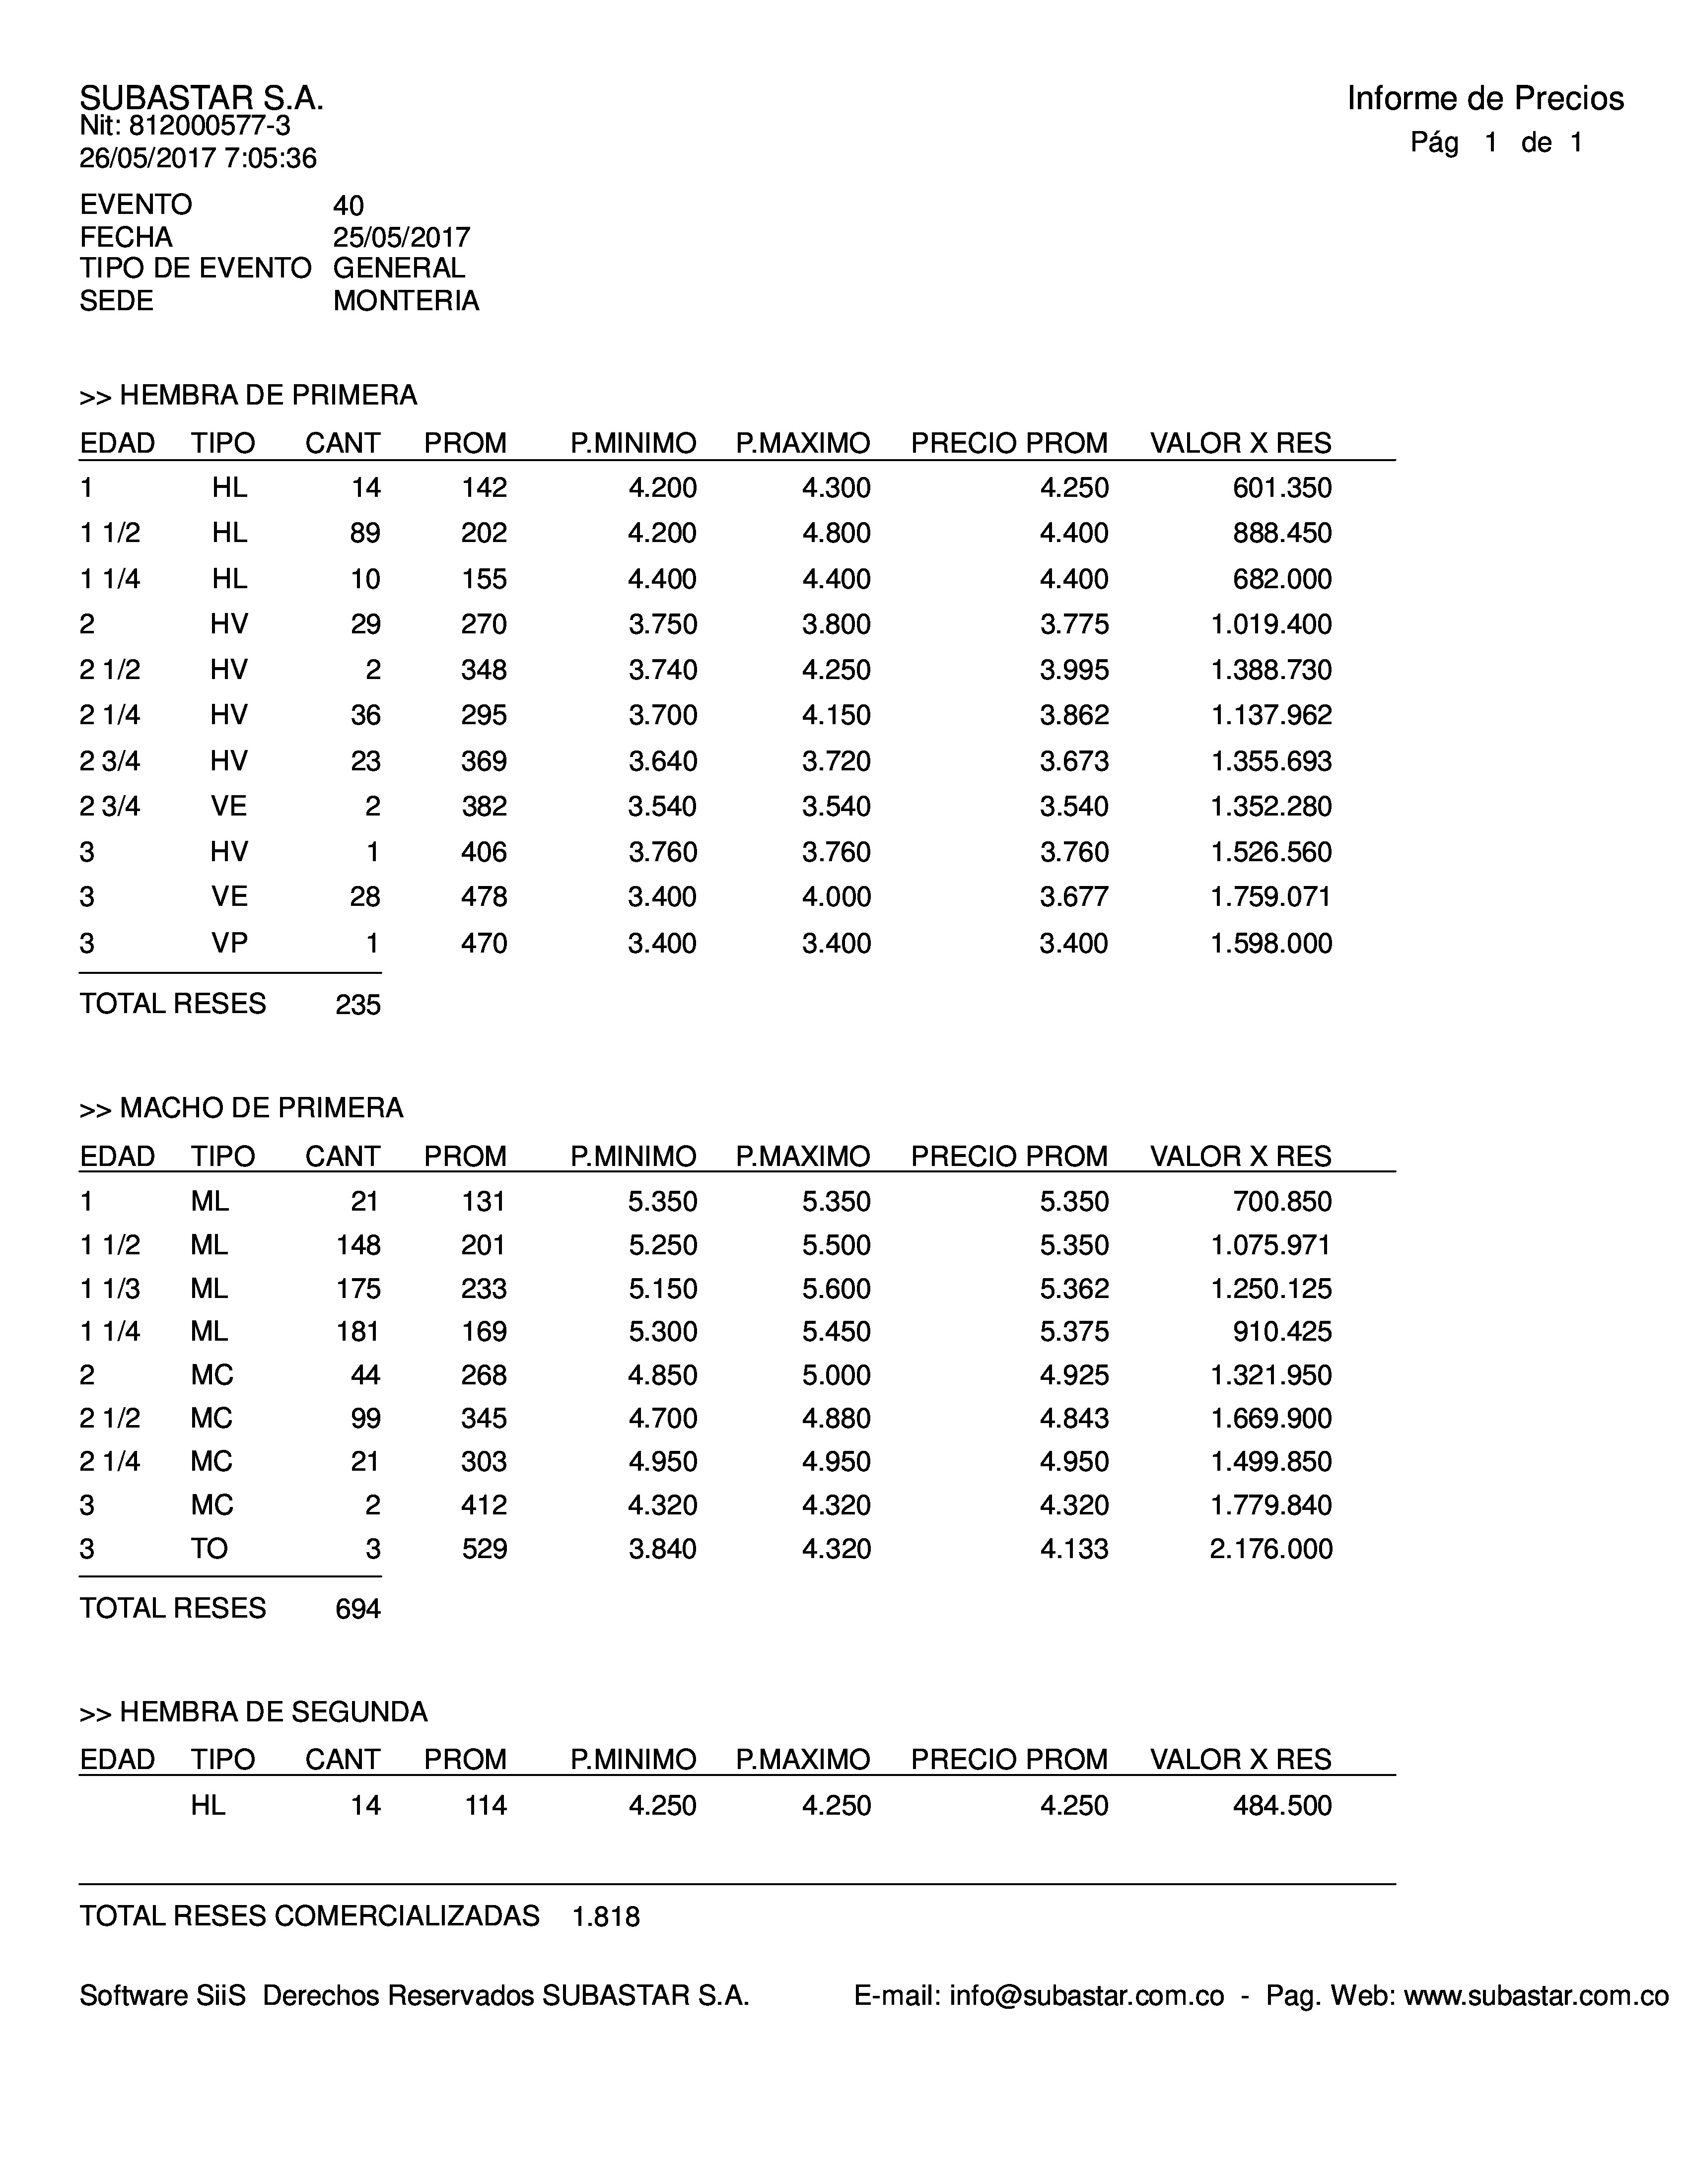 SUBASTAR S.A.
Nit: 812000577-3
26/05/2017 7:05:36
Informe de Precios
Pág 1 de 1
EVENTO 40
FECHA 25/05/2017
TIPO DE EVENTO GENERAL
SEDE MONTERIA
>> HEMBRA DE PRIMERA
EDAD TIPO CANT PROM P.MINIMO P.MAXIMO PRECIO PROM VALOR X RES
1 HL 14 142 4.200 4.300 4.250 601.350
1 1/2 HL 89 202 4.200 4.800 4.400 888.450
1 1/4 HL 10 155 4.400 4.400 4.400 682.000
2 HV 29 270 3.750 3.800 3.775 1.019.400
2 1/2 HV 2 348 3.740 4.250 3.995 1.388.730
2 1/4 HV 36 295 3.700 4.150 3.862 1.137.962
2 3/4 HV 23 369 3.640 3.720 3.673 1.355.693
2 3/4 VE 2 382 3.540 3.540 3.540 1.352.280
3 HV 1 406 3.760 3.760 3.760 1.526.560
3 VE 28 478 3.400 4.000 3.677 1.759.071
3 VP 1 470 3.400 3.400 3.400 1.598.000
TOTAL RESES 235
>> MACHO DE PRIMERA
EDAD TIPO CANT PROM P.MINIMO P.MAXIMO PRECIO PROM VALOR X RES
1 ML 21 131 5.350 5.350 5.350 700.850
1 1/2 ML 148 201 5.250 5.500 5.350 1.075.971
1 1/3 ML 175 233 5.150 5.600 5.362 1.250.125
1 1/4 ML 181 169 5.300 5.450 5.375 910.425
2 MC 44 268 4.850 5.000 4.925 1.321.950
2 1/2 MC 99 345 4.700 4.880 4.843 1.669.900
2 1/4 MC 21 303 4.950 4.950 4.950 1.499.850
3 MC 2 412 4.320 4.320 4.320 1.779.840
3 TO 3 529 3.840 4.320 4.133 2.176.000
TOTAL RESES 694
>> HEMBRA DE SEGUNDA
EDAD TIPO CANT PROM P.MINIMO P.MAXIMO PRECIO PROM VALOR X RES
HL 14 114 4.250 4.250 4.250 484.500
TOTAL RESES COMERCIALIZADAS 1.818
Software SiiS Derechos Reservados SUBASTAR S.A. E-mail: info@subastar.com.co - Pag. Web: www.subastar.com.co